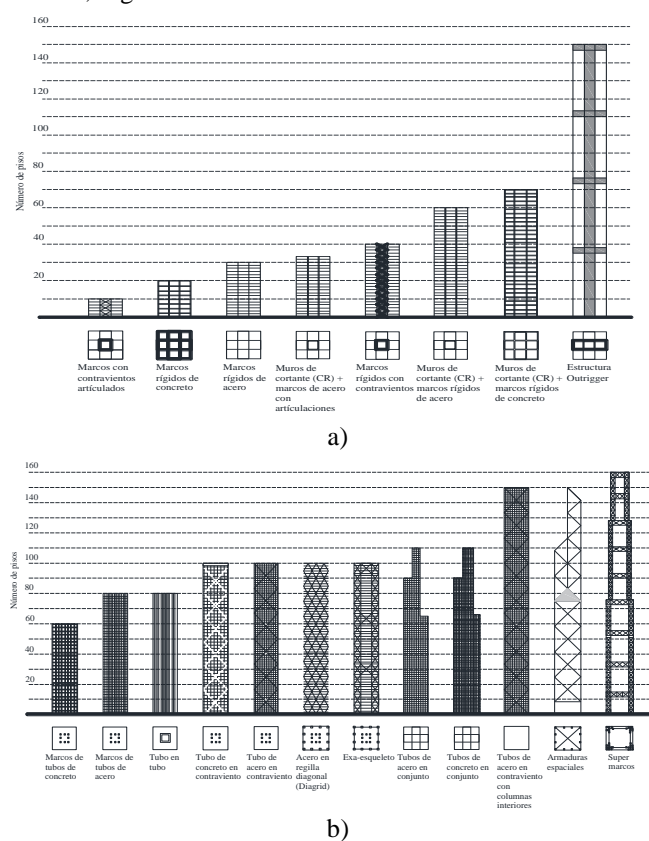 160
140
120
100
80
60
40
20
Número de pisos
Marcos con
contravientos
artículados
Marcos
rígidos de
concreto
Marcos
rígidos de
acero
Muros de
cortante (CR) +
marcos de acero
con
artículaciones
Marcos
rígidos con
contravientos
Muros de
cortante (CR) +
marcos rígidos
de acero
Muros de
cortante (CR) +
marcos rígidos
de concreto
Estructura
Outrigger
a)
160
140
120
100
80
60
40
20
Número de pisos
Marcos de
tubos de
concreto
Marcos de
tubos de
acero
Tubo en
tubo
Tubo de
concreto en
contraviento
Tubo de
acero en
contraviento
Acero en
regilla
diagonal
(Diagrid)
Exa-esqueleto
Tubos de
acero en
conjunto
Tubos de
concreto en
conjunto
Tubos de
acero en
contraviento
con
columnas
interiores
Armaduras
espaciales
Super
marcos
b)